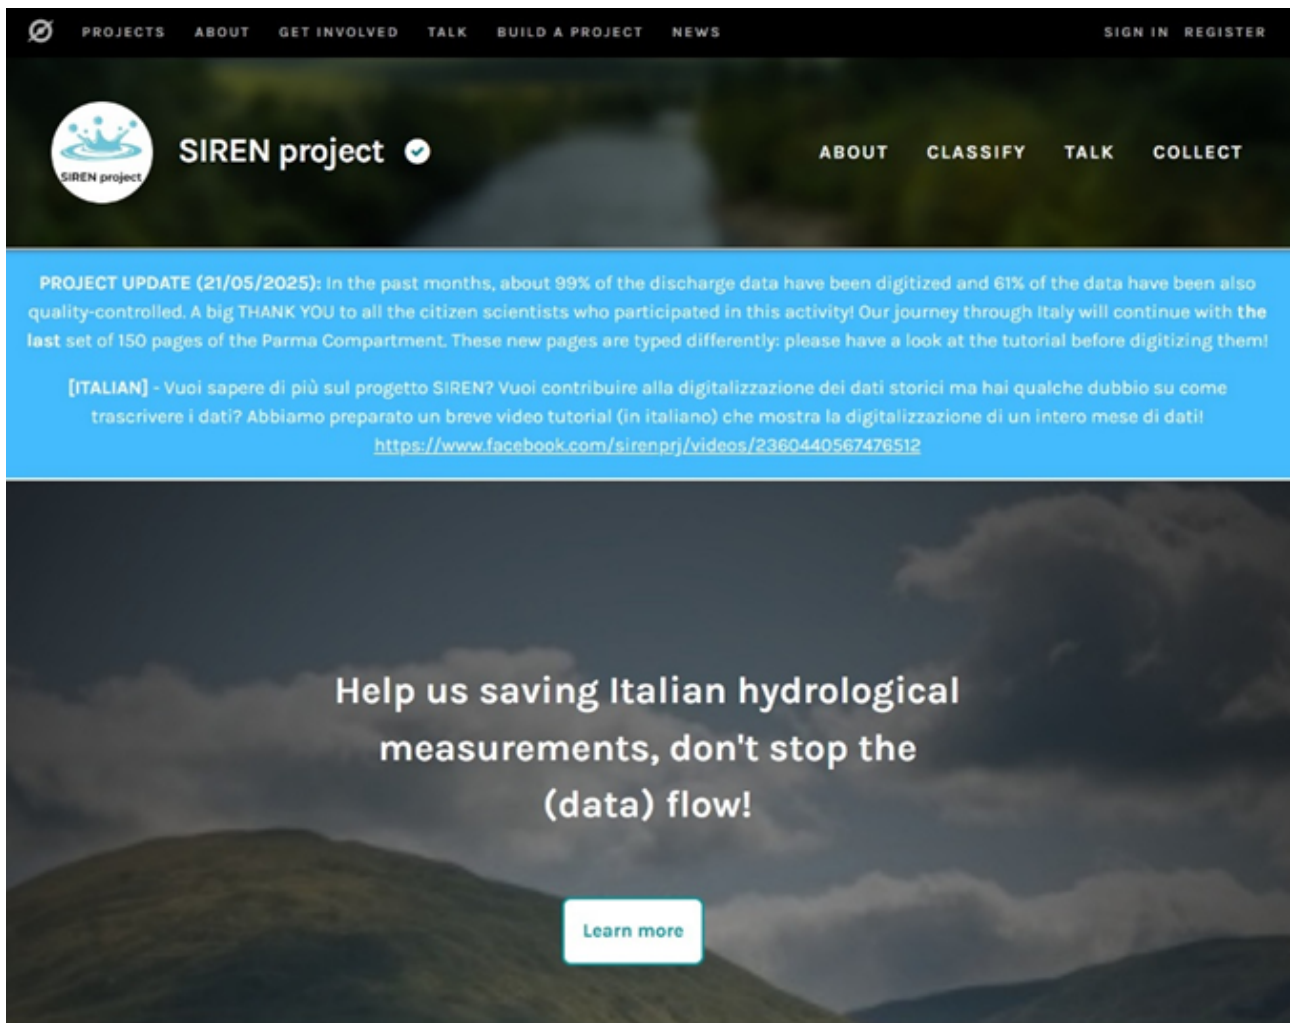 PROJECTS ABOUT GET INVOLVED TALK BUILD A PROJECT NEWS SIGN IN REGISTER
SIREN project
SIREN project
ABOUT CLASSIFY TALK COLLECT
PROJECT UPDATE (21/05/2025): In the past months, about 99% of the discharge data have been digitized and 61% of the data have been also
quality-controlled. A big THANK YOU to all the citizen scientists who participated in this activity! Our journey through Italy will continue with the
last set of 150 pages of the Parma Compartment. These new pages are typed differently: please have a look at the tutorial before digitizing them!
[ITALIAN] - Vuoi sapere di più sul progetto SIREN? Vuoi contribuire alla digitalizzazione dei dati storici ma hai qualche dubbio su come
trascrivere i dati? Abbiamo preparato un breve video tutorial (in italiano) che mostra la digitalizzazione di un intero mese di dati!
https://www.facebook.com/sirenprj/videos/2360440567476512
Help us saving Italian hydrological
measurements, don't stop the
(data) flow!
Learn more